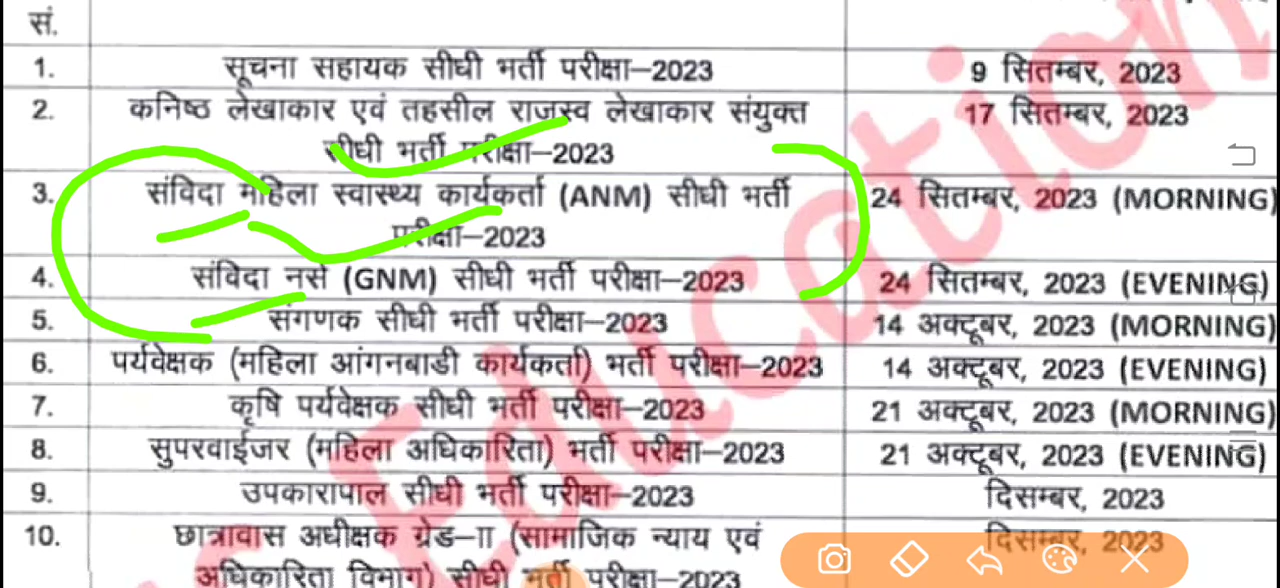 सं.
1. सूचना सहायक सीधी भर्ती परीक्षा–2023 9 सितम्बर, 2023
2. कनिष्ठ लेखाकार एवं तहसील राजस्व लेखाकार संयुक्त 17 सितम्बर, 2023
सीधी भर्ती परीक्षा–2023
3. संविदा महिला स्वास्थ्य कार्यकर्ता (ANM) सीधी भर्ती 24 सितम्बर, 2023 (MORNING)
परीक्षा–2023
4. संविदा नर्स (GNM) सीधी भर्ती परीक्षा–2023 24 सितम्बर, 2023 (EVENING)
5. संगणक सीधी भर्ती परीक्षा–2023 14 अक्टूबर, 2023 (MORNING)
6. पर्यवेक्षक (महिला आंगनबाडी कार्यकर्ता) भर्ती परीक्षा–2023 14 अक्टूबर, 2023 (EVENING)
7. कृषि पर्यवेक्षक सीधी भर्ती परीक्षा–2023 21 अक्टूबर, 2023 (MORNING)
8. सुपरवाईजर (महिला अधिकारिता) भर्ती परीक्षा–2023 21 अक्टूबर, 2023 (EVENING)
9. उपकारापाल सीधी भर्ती परीक्षा–2023 दिसम्बर, 2023
10. छात्रावास अधीक्षक ग्रेड–II (सामाजिक न्याय एवं दिसम्बर, 2023
अधिकारिता विभाग) सीधी भर्ती परीक्षा–2023
Education